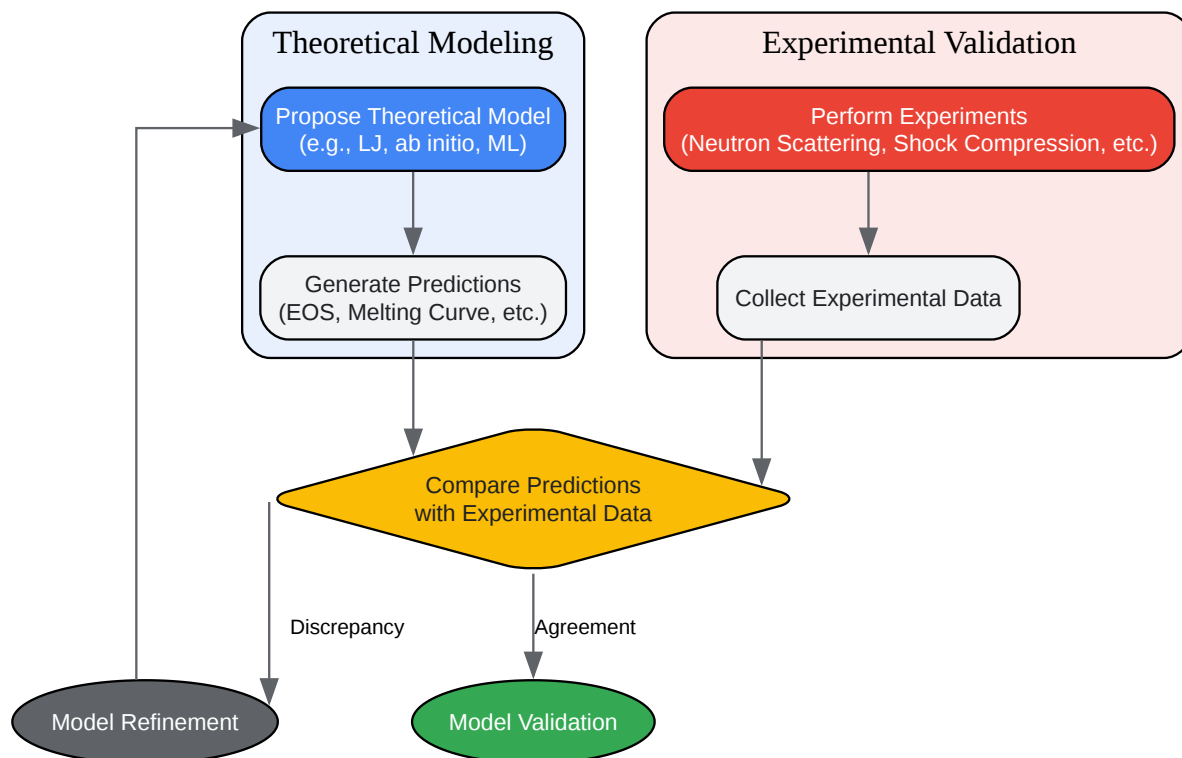 Theoretical Modeling
Propose Theoretical Model
(e.g., LJ, ab initio, ML)
Generate Predictions
(EOS, Melting Curve, etc.)
Experimental Validation
Perform Experiments
(Neutron Scattering, Shock Compression, etc.)
Collect Experimental Data
Compare Predictions
with Experimental Data
Discrepancy
Agreement
Model Refinement
Model Validation